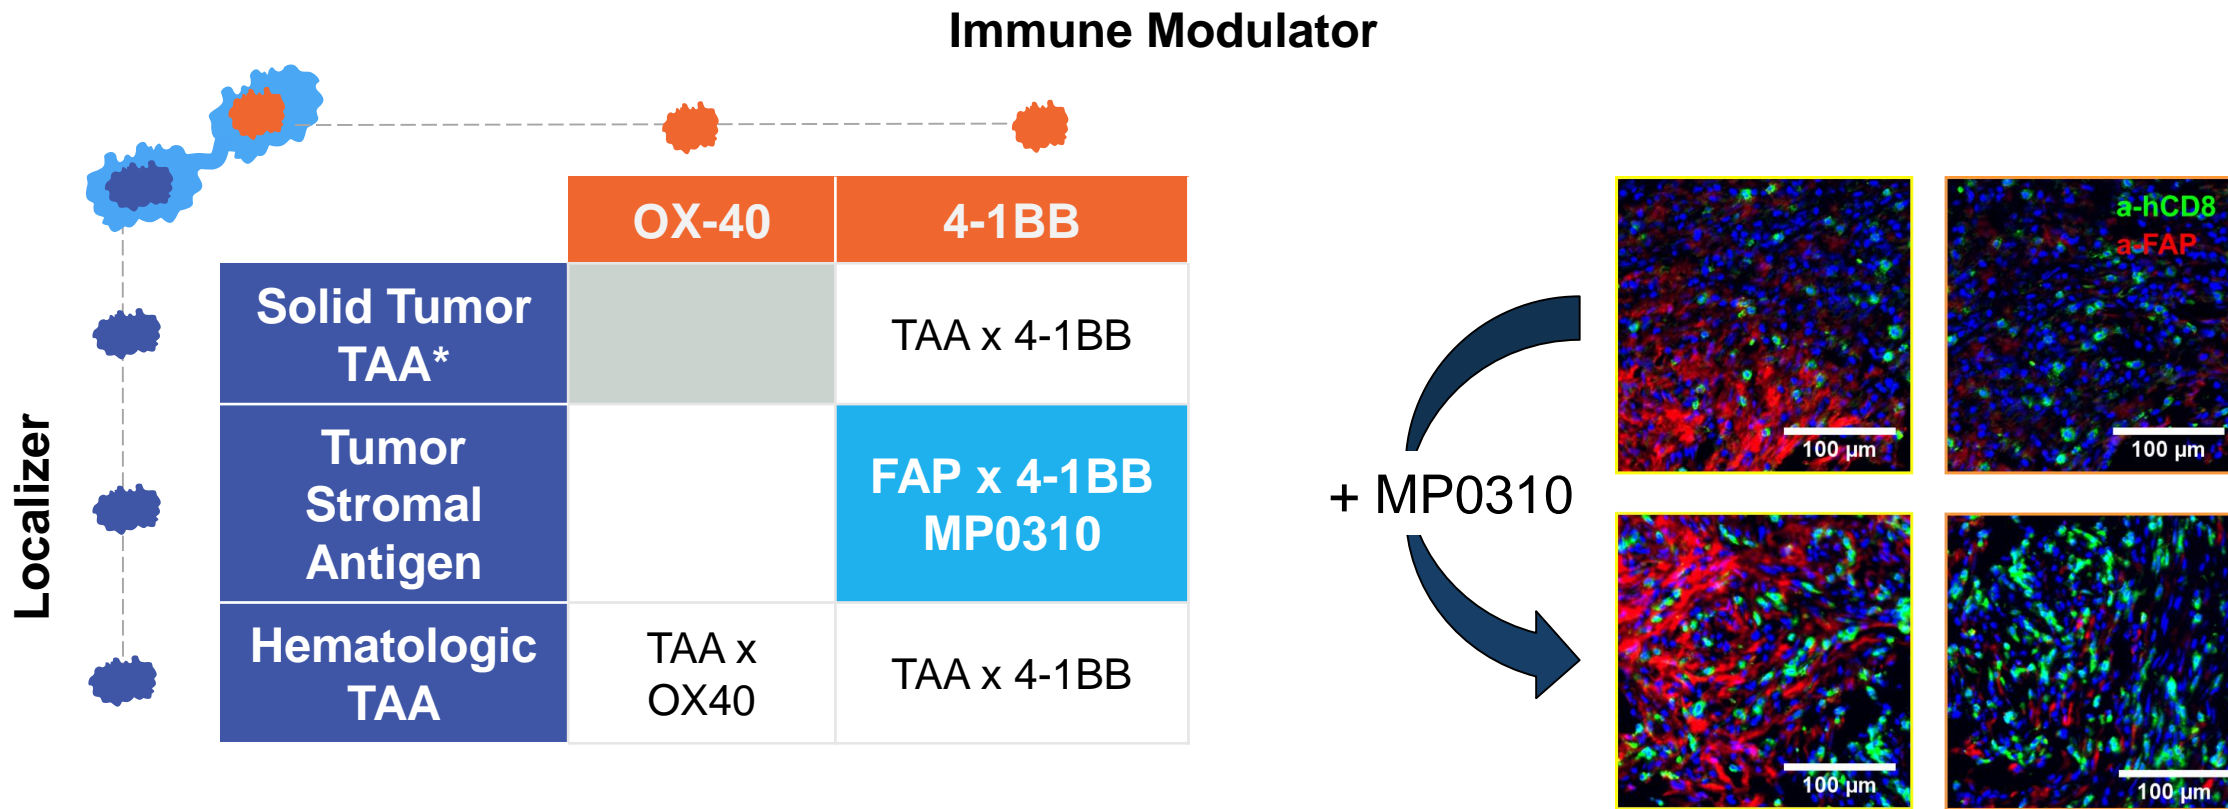 Immune Modulator
Localizer
OX-40
4-1BB
Solid Tumor
TAA*
TAA x 4-1BB
Tumor
Stromal
Antigen
FAP x 4-1BB
MP0310
Hematologic
TAA
TAA x
OX40
TAA x 4-1BB
+ MP0310
a-hCD8
a-FAP
100 µm
100 µm
100 µm
100 µm